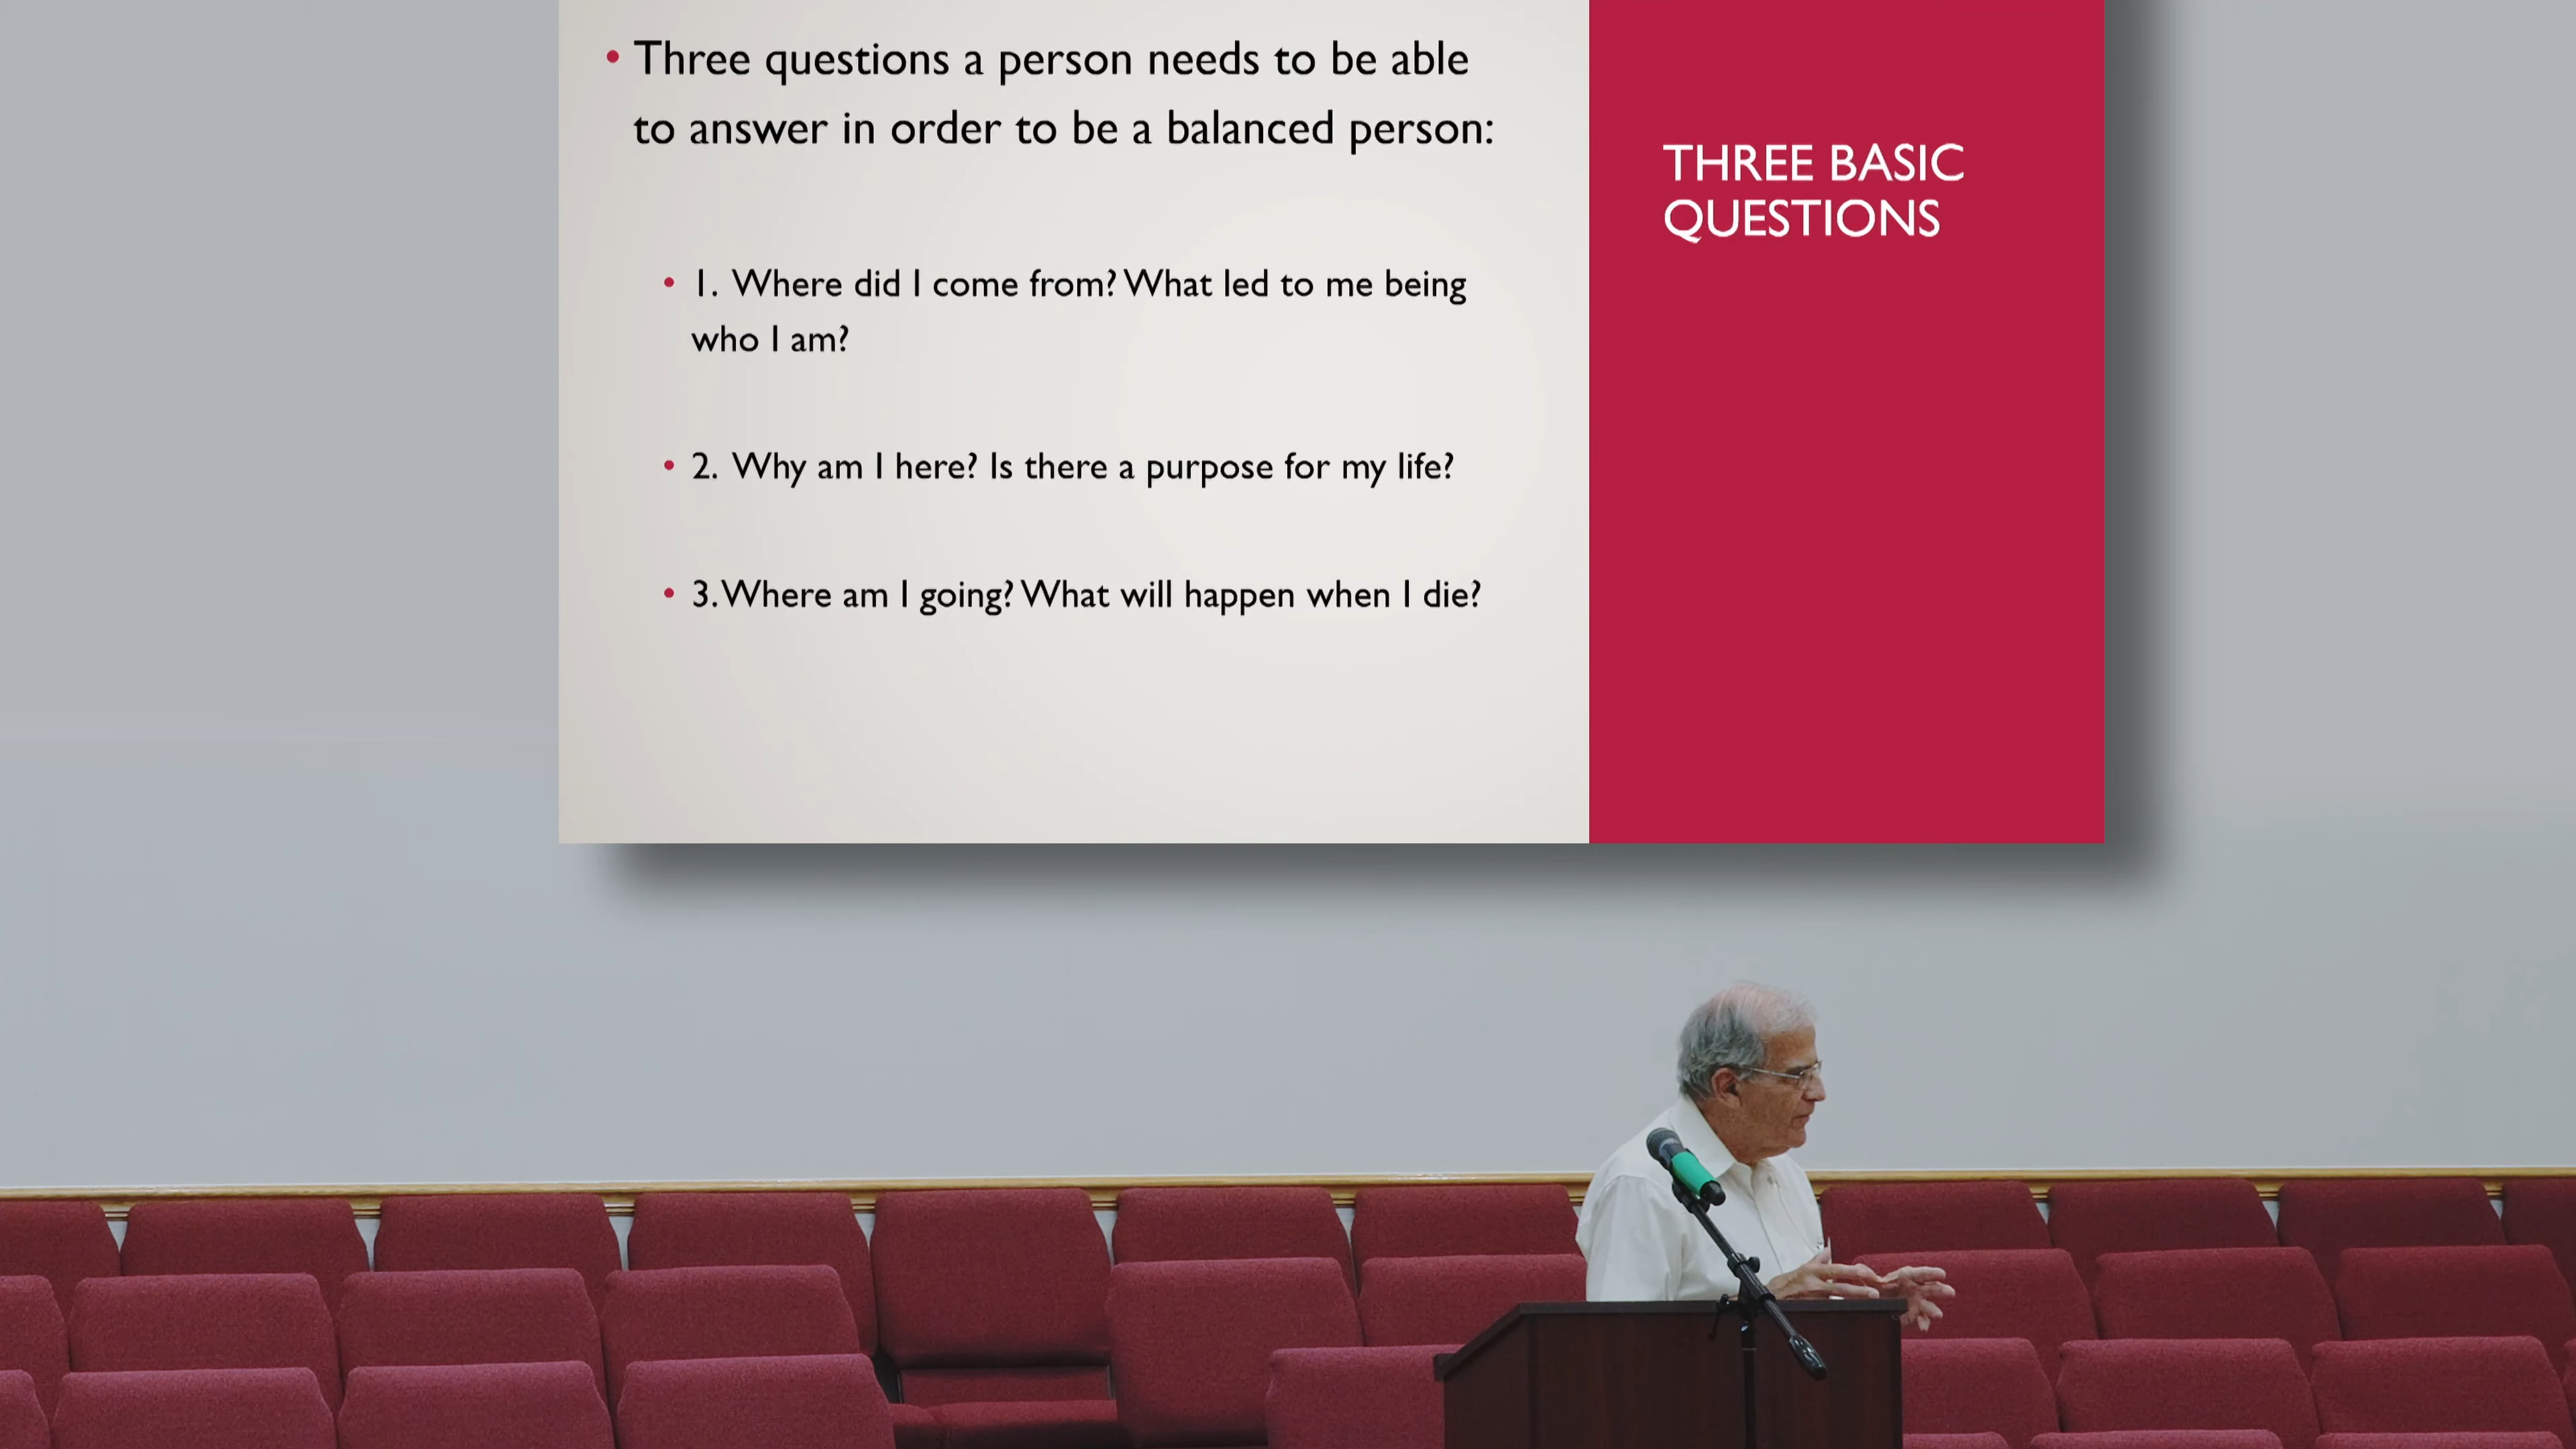 • Three questions a person needs to be able
to answer in order to be a balanced person:
• 1. Where did I come from? What led to me being
who I am?
• 2. Why am I here? Is there a purpose for my life?
• 3. Where am I going? What will happen when I die?
THREE BASIC
QUESTIONS